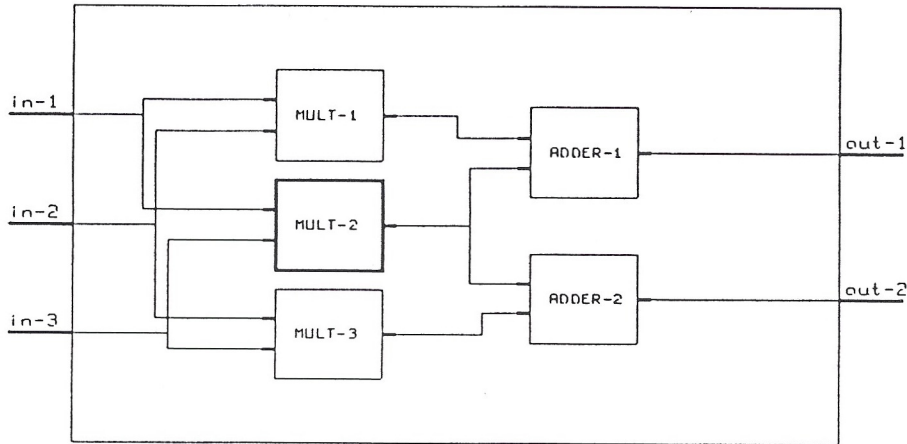 in-1
MULT-1
ADDER-1
out-1
in-2
MULT-2
ADDER-2
out-2
in-3
MULT-3